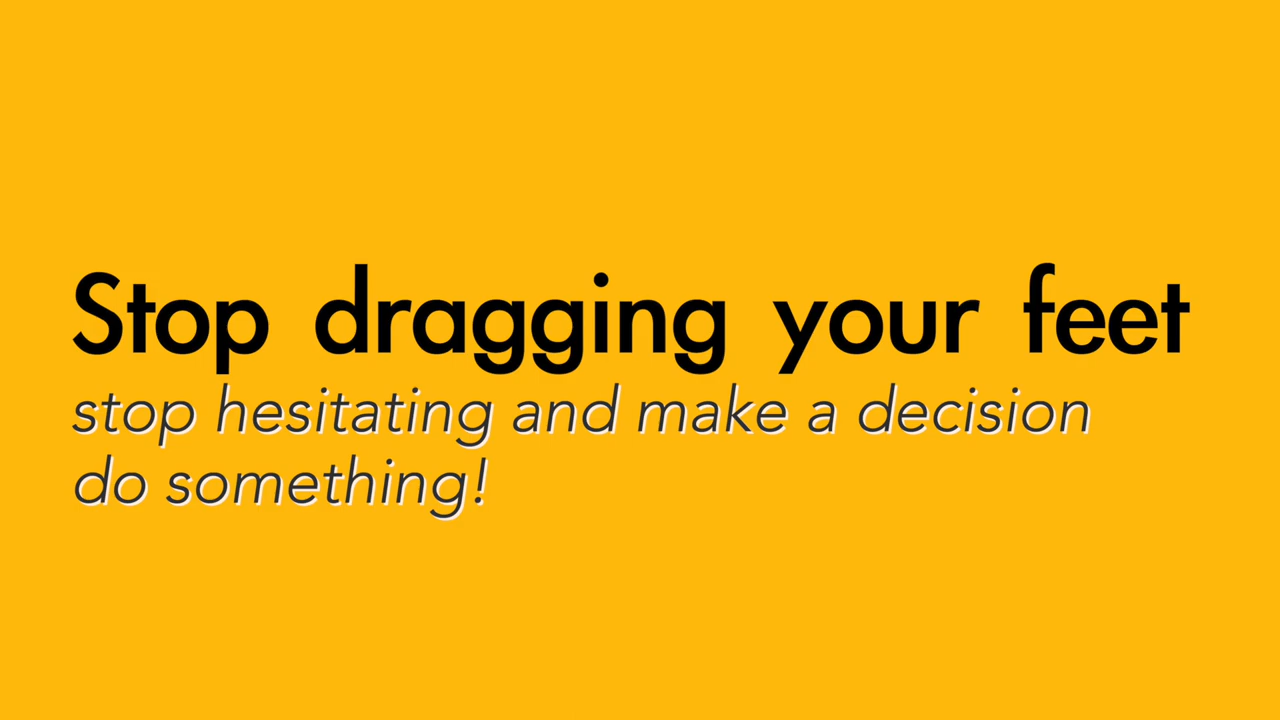 Stop dragging your feet
stop hesitating and make a decision
do something!